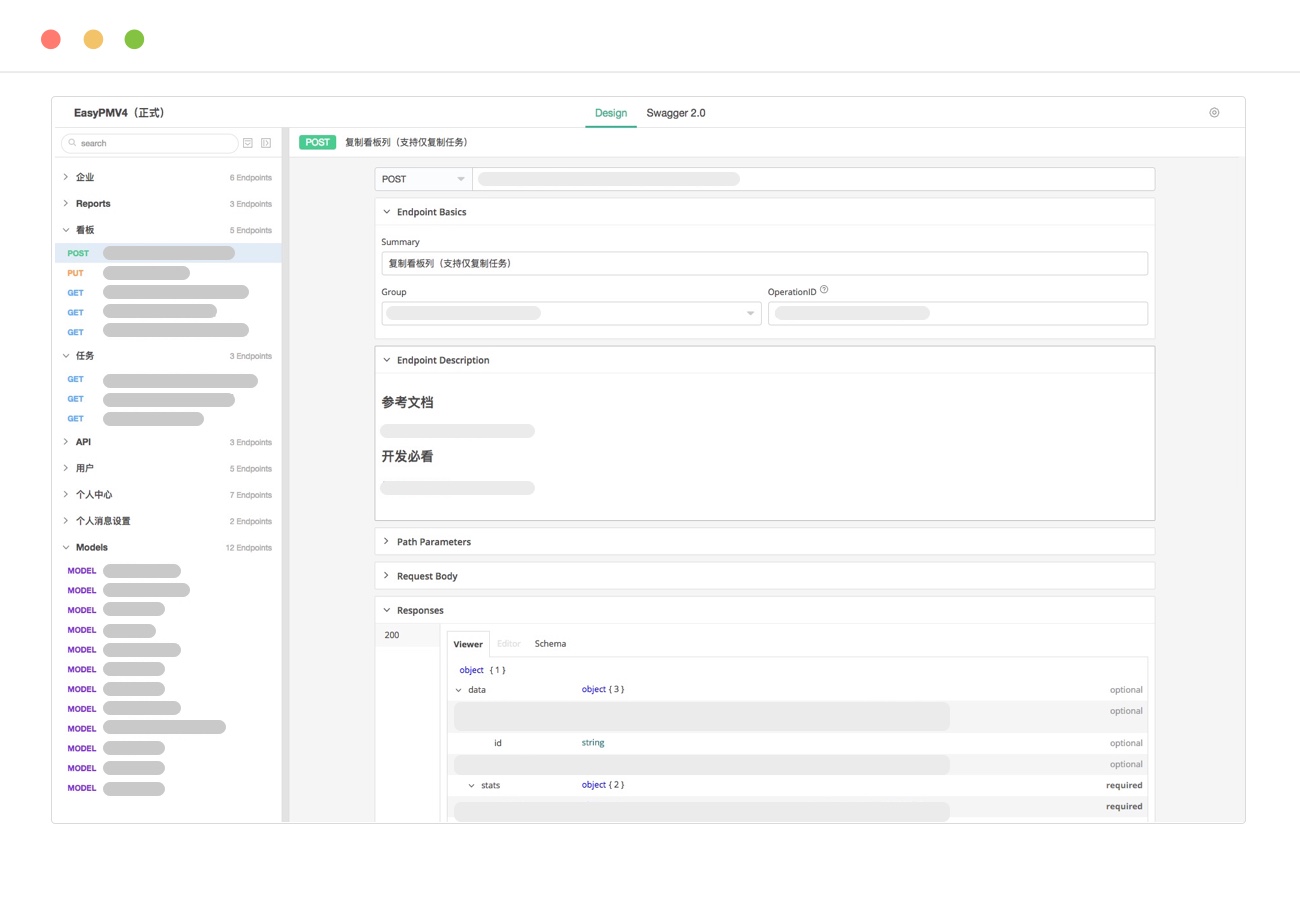 EasyPMV4（正式）
Design
Swagger 2.0
search
POST 复制看板列（支持仅复制任务）
企业 6 Endpoints
Reports 3 Endpoints
看板 5 Endpoints
POST
PUT
GET
GET
GET
任务 3 Endpoints
GET
GET
GET
API 3 Endpoints
用户 5 Endpoints
个人中心 7 Endpoints
个人消息设置 2 Endpoints
Models 12 Endpoints
MODEL
MODEL
MODEL
MODEL
MODEL
MODEL
MODEL
MODEL
MODEL
MODEL
MODEL
MODEL
POST
Endpoint Basics
Summary
复制看板列（支持仅复制任务）
Group
OperationID
Endpoint Description
参考文档
开发必看
Path Parameters
Request Body
Responses
200
Viewer Editor Schema
object { 1 }
data object { 3 } optional
optional
id string optional
optional
stats object { 2 } required
required